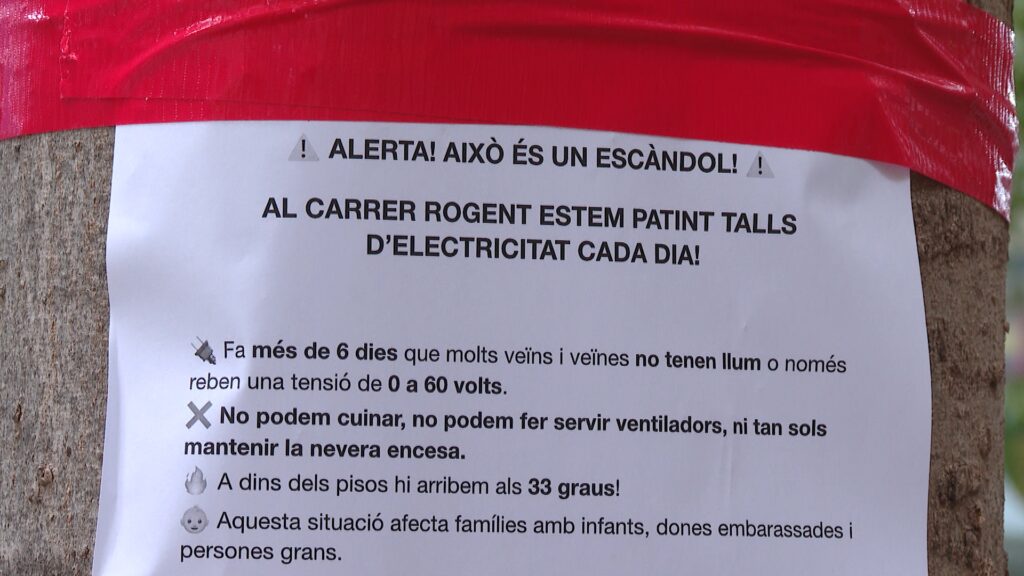 ⚠ ALERTA! AIXÒ ÉS UN ESCÀNDOL! ⚠
AL CARRER ROGENT ESTEM PATINT TALLS
D'ELECTRICITAT CADA DIA!
🔌 Fa més de 6 dies que molts veïns i veïnes no tenen llum o només
reben una tensió de 0 a 60 volts.
❌ No podem cuinar, no podem fer servir ventiladors, ni tan sols
mantenir la nevera encesa.
🔥 A dins dels pisos hi arribem als 33 graus!
👶 Aquesta situació afecta famílies amb infants, dones embarassades i
persones grans.